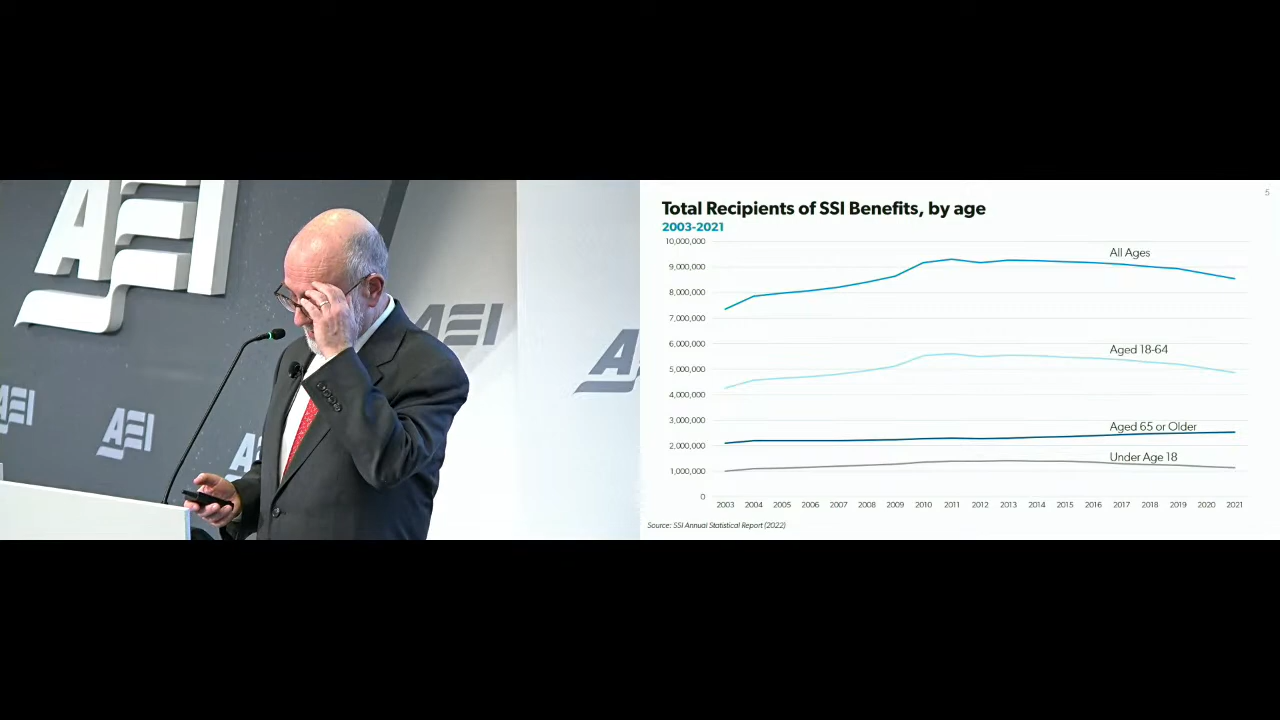 AEI
AEI
AEI
AEI
5
Total Recipients of SSI Benefits, by age
2003-2021
10,000,000
9,000,000
8,000,000
7,000,000
6,000,000
5,000,000
4,000,000
3,000,000
2,000,000
1,000,000
0
All Ages
Aged 18-64
Aged 65 or Older
Under Age 18
2003 2004 2005 2006 2007 2008 2009 2010 2011 2012 2013 2014 2015 2016 2017 2018 2019 2020 2021
Source: SSI Annual Statistical Report (2022)